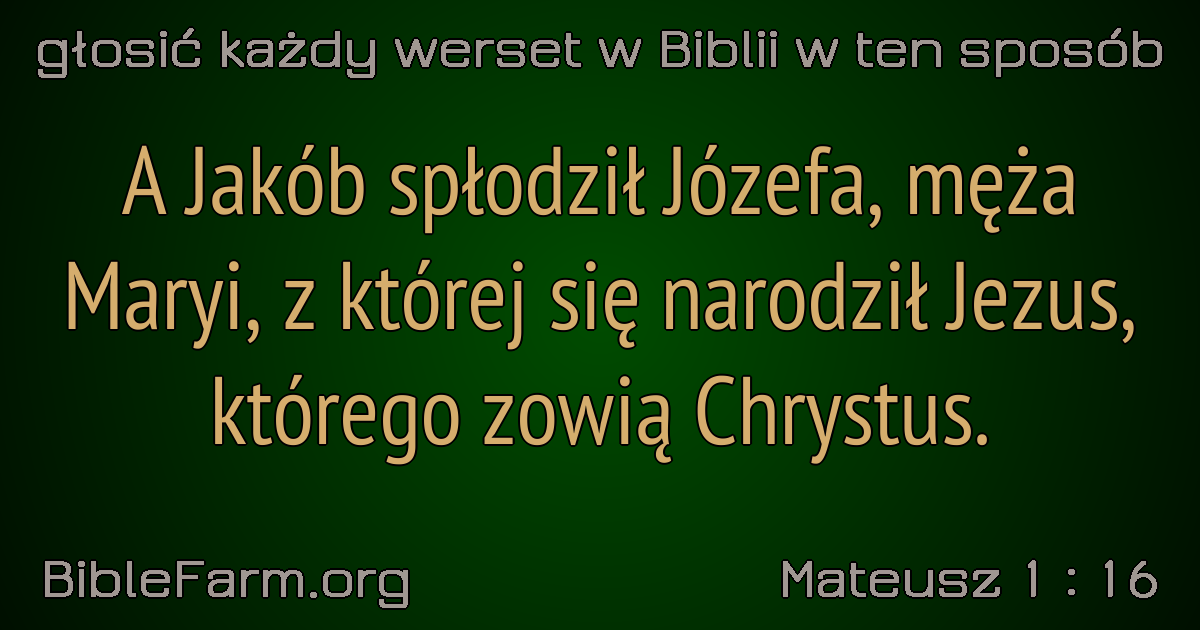 głosić każdy werset w Biblii w ten sposób
A Jakób spłodził Józefa, męża
Maryi, z której się narodził Jezus,
którego zowią Chrystus.
BibleFarm.org
Mateusz 1 : 16